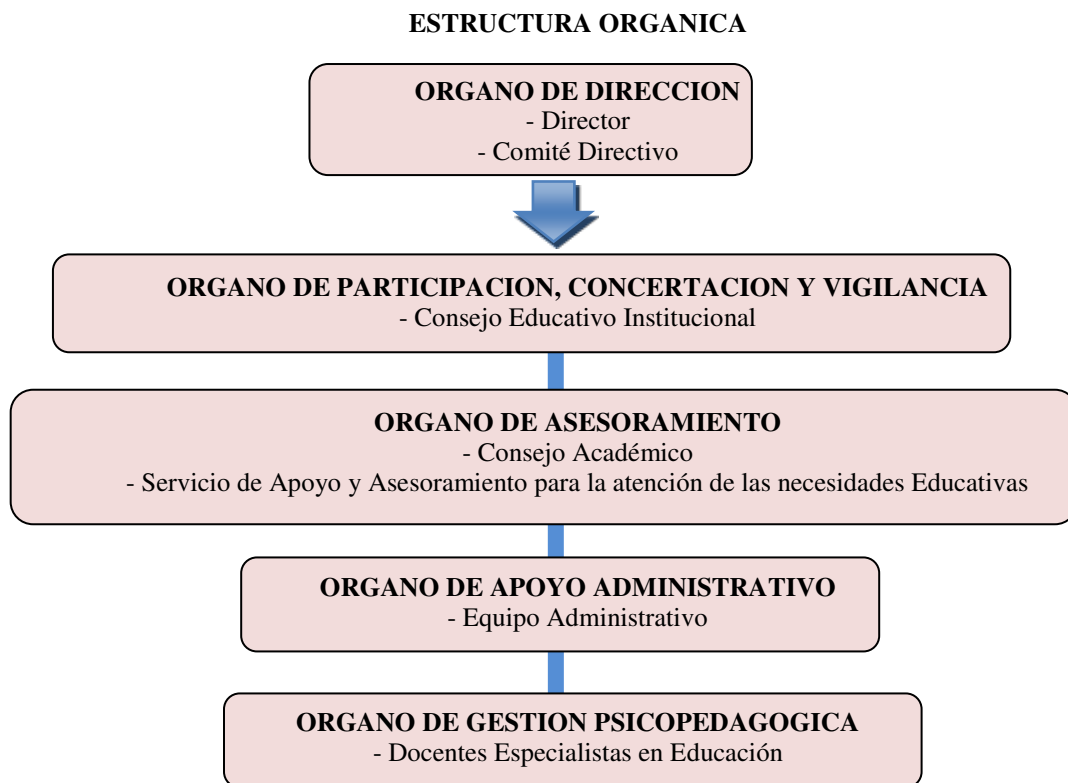 ESTRUCTURA ORGANICA
ORGANO DE DIRECCION
- Director
- Comité Directivo
ORGANO DE PARTICIPACION, CONCERTACION Y VIGILANCIA
- Consejo Educativo Institucional
ORGANO DE ASESORAMIENTO
- Consejo Académico
- Servicio de Apoyo y Asesoramiento para la atención de las necesidades Educativas
ORGANO DE APOYO ADMINISTRATIVO
- Equipo Administrativo
ORGANO DE GESTION PSICOPEDAGOGICA
- Docentes Especialistas en Educación